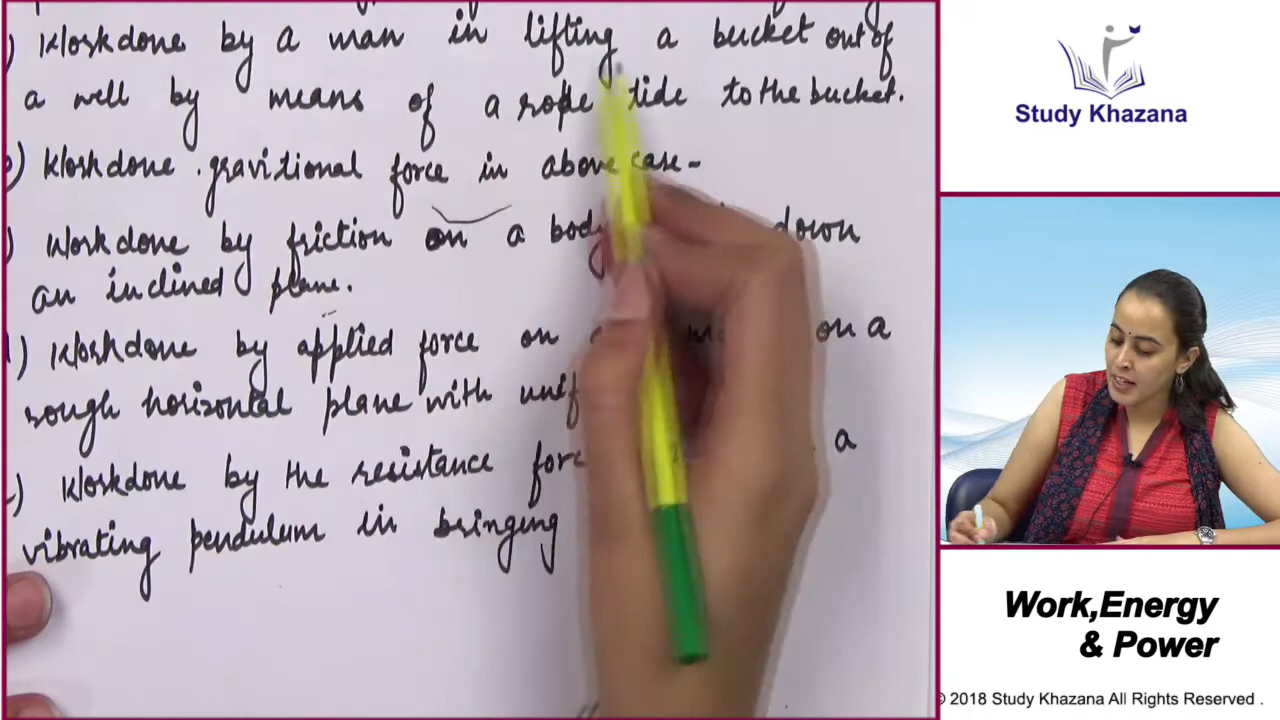 ) Workdone by a man in lifting a bucket out of
a well by means of a rope tide to the bucket.
) Workdone . gravitional force in above case -
) Workdone by friction on a body down
an inclined plane.
) Workdone by applied force on on a
rough horizontal plane with
) Workdone by the resistance a
vibrating pendulum in bringing
Study Khazana
Work,Energy
& Power
© 2018 Study Khazana All Rights Reserved .